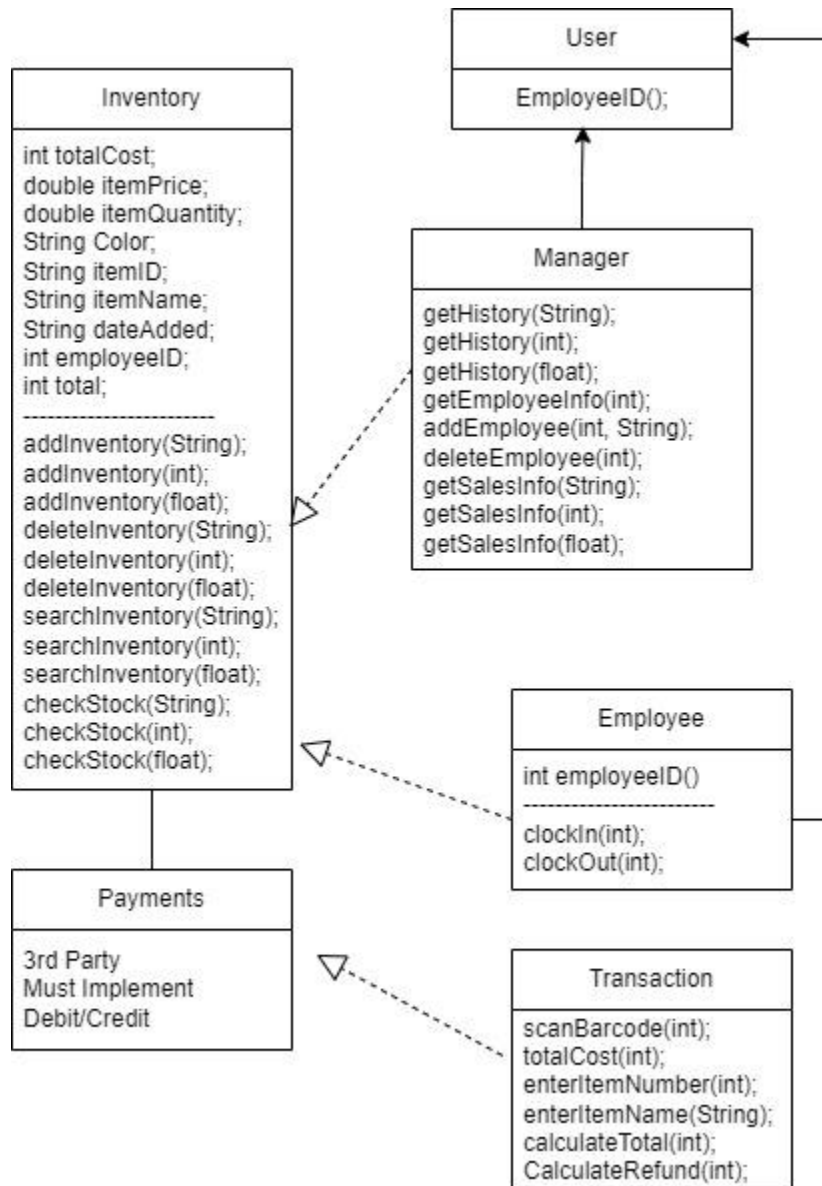 User
EmployeeID();
Inventory
int totalCost;
double itemPrice;
double itemQuantity;
String Color;
String itemID;
String itemName;
String dateAdded;
int employeeID;
int total;
------------------------
addInventory(String);
addInventory(int);
addInventory(float);
deleteInventory(String);
deleteInventory(int);
deleteInventory(float);
searchInventory(String);
searchInventory(int);
searchInventory(float);
checkStock(String);
checkStock(int);
checkStock(float);
Manager
getHistory(String);
getHistory(int);
getHistory(float);
getEmployeeInfo(int);
addEmployee(int, String);
deleteEmployee(int);
getSalesInfo(String);
getSalesInfo(int);
getSalesInfo(float);
Employee
int employeeID()
------------------------
clockIn(int);
clockOut(int);
Payments
3rd Party
Must Implement
Debit/Credit
Transaction
scanBarcode(int);
totalCost(int);
enterItemNumber(int);
enterItemName(String);
calculateTotal(int);
CalculateRefund(int);